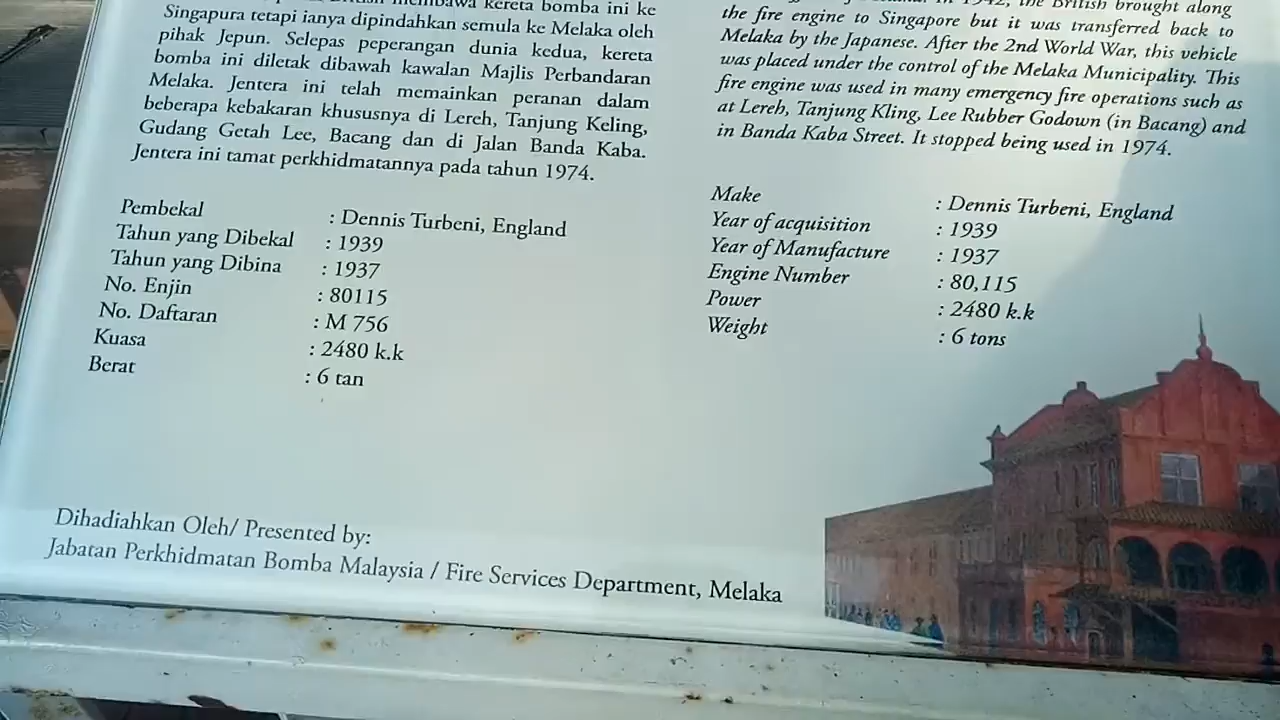 membawa kereta bomba ini ke
Singapura tetapi ianya dipindahkan semula ke Melaka oleh
pihak Jepun. Selepas peperangan dunia kedua, kereta
bomba ini diletak dibawah kawalan Majlis Perbandaran
Melaka. Jentera ini telah memainkan peranan dalam
beberapa kebakaran khususnya di Lereh, Tanjung Keling,
Gudang Getah Lee, Bacang dan di Jalan Banda Kaba.
Jentera ini tamat perkhidmatannya pada tahun 1974.
Pembekal : Dennis Turbeni, England
Tahun yang Dibekal : 1939
Tahun yang Dibina : 1937
No. Enjin : 80115
No. Daftaran : M 756
Kuasa : 2480 k.k
Berat : 6 tan
the British brought along
the fire engine to Singapore but it was transferred back to
Melaka by the Japanese. After the 2nd World War, this vehicle
was placed under the control of the Melaka Municipality. This
fire engine was used in many emergency fire operations such as
at Lereh, Tanjung Kling, Lee Rubber Godown (in Bacang) and
in Banda Kaba Street. It stopped being used in 1974.
Make : Dennis Turbeni, England
Year of acquisition : 1939
Year of Manufacture : 1937
Engine Number : 80,115
Power : 2480 k.k
Weight : 6 tons
Dihadiahkan Oleh/ Presented by:
Jabatan Perkhidmatan Bomba Malaysia / Fire Services Department, Melaka